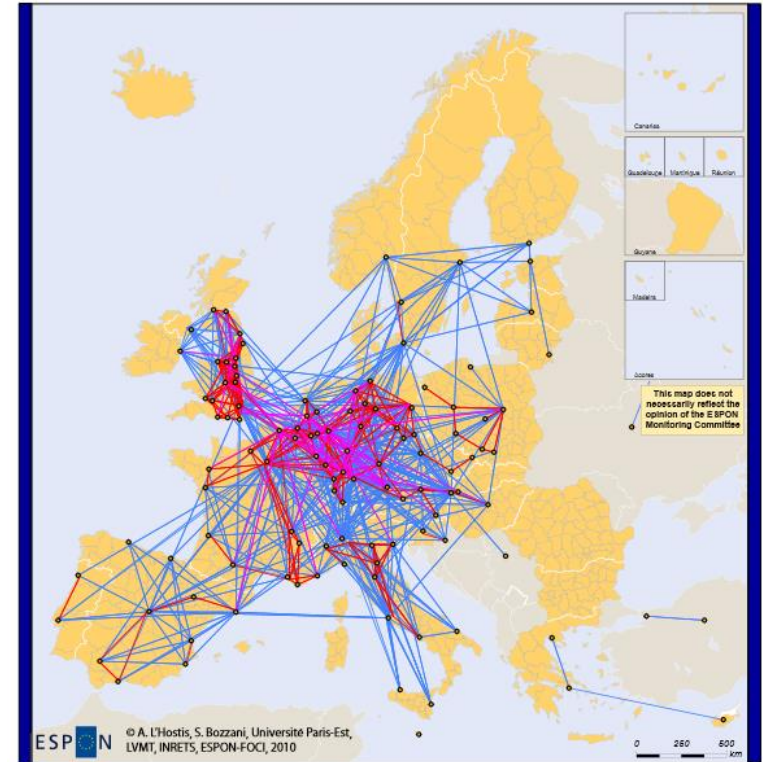 Canarias
Guadeloupe Martinique Réunion
Guyane
Madeira
Acores
This map does not
necessarily reflect the
opinion of the ESPON
Monitoring Committee
ESPON
© A. L'Hostis, S. Bozzani, Université Paris-Est,
LVMT, INRETS, ESPON-FOCI, 2010
0 250 500
km